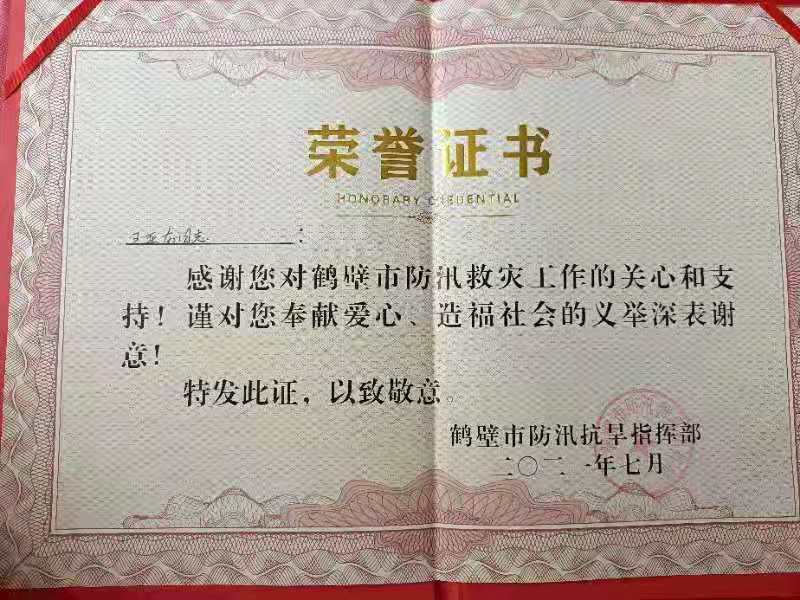 荣誉证书
HONORARY CREDENTIAL
同志:
感谢您对鹤壁市防汛救灾工作的关心和支
持！谨对您奉献爱心、造福社会的义举深表谢
意！
特发此证，以致敬意。
鹤壁市防汛抗旱指挥部
二〇二一年七月